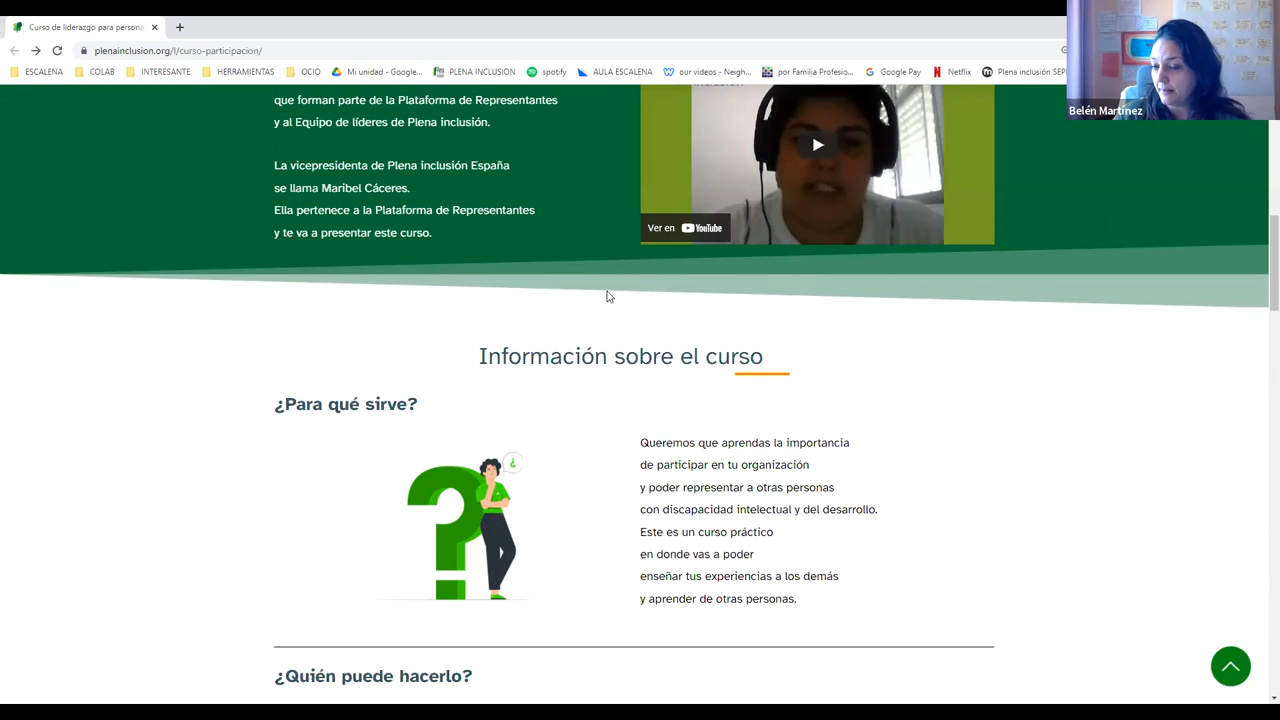 Curso de liderazgo para persona
plenainclusion.org/l/curso-participacion/
ESCALENA COLAB INTERESANTE HERRAMIENTAS OCIO Mi unidad - Google... PLENA INCLUSION spotify AULA ESCALENA our videos - Neigh... por Familia Profesio... Google Pay Netflix Plena inclusión SEPI
Belén Martínez
que forman parte de la Plataforma de Representantes
y al Equipo de líderes de Plena inclusión.
La vicepresidenta de Plena inclusión España
se llama Maribel Cáceres.
Ella pertenece a la Plataforma de Representantes
y te va a presentar este curso.
Ver en YouTube
Información sobre el curso
¿Para qué sirve?
¿
Queremos que aprendas la importancia
de participar en tu organización
y poder representar a otras personas
con discapacidad intelectual y del desarrollo.
Este es un curso práctico
en donde vas a poder
enseñar tus experiencias a los demás
y aprender de otras personas.
¿Quién puede hacerlo?